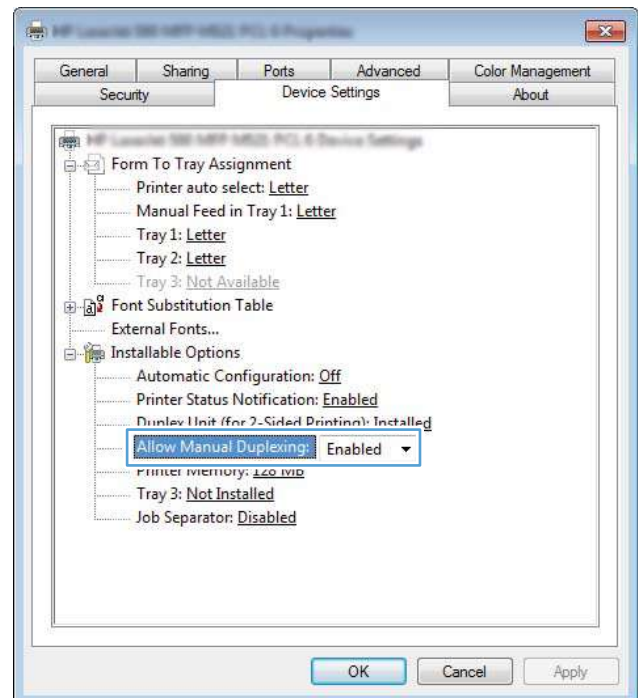 General Sharing Ports Advanced Color Management
Security Device Settings About
Form To Tray Assignment
Printer auto select: Letter
Manual Feed in Tray 1: Letter
Tray 1: Letter
Tray 2: Letter
Tray 3: Not Available
Font Substitution Table
External Fonts...
Installable Options
Automatic Configuration: Off
Printer Status Notification: Enabled
Duplex Unit (for 2-Sided Printing): Installed
Allow Manual Duplexing: Enabled
Printer Memory: 128 MB
Tray 3: Not Installed
Job Separator: Disabled
OK Cancel Apply